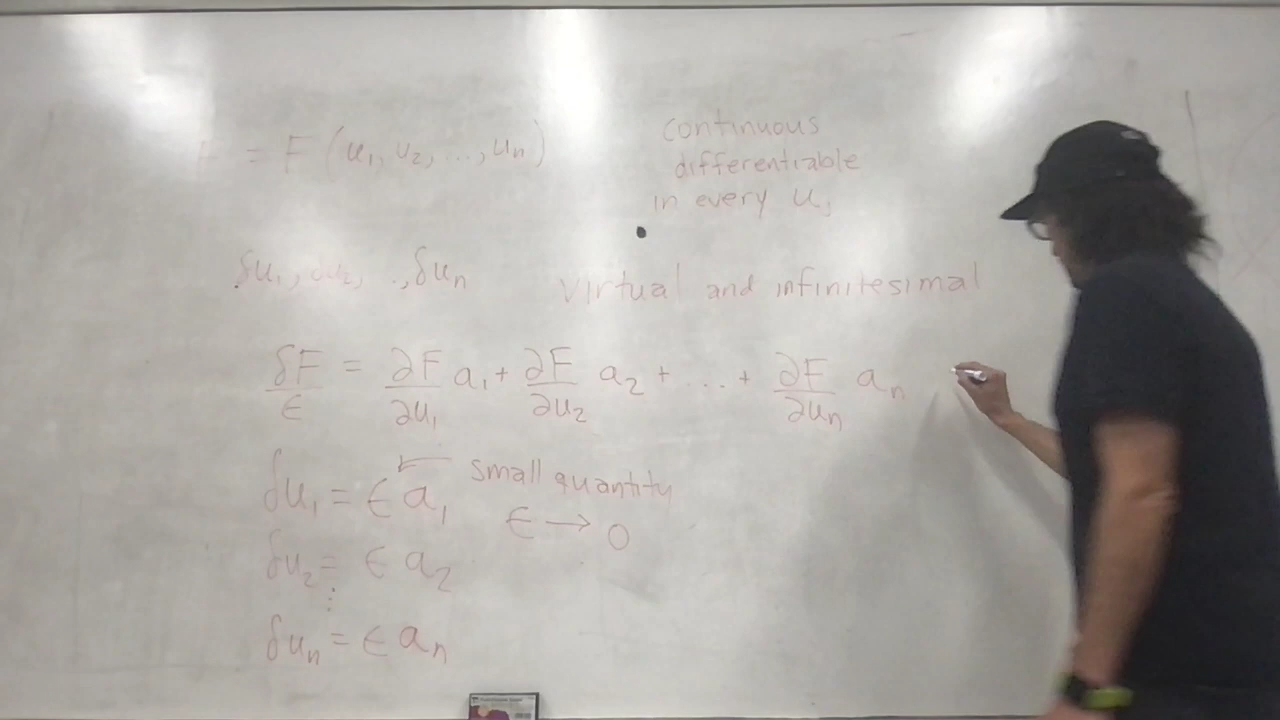 F = F (u₁, u₂, ..., uₙ)
continuous
differentiable
in every uᵢ
δu₁, δu₂, ..., δuₙ
virtual and infinitesimal
δF/ϵ = ∂F/∂u₁ a₁ + ∂F/∂u₂ a₂ + ... + ∂F/∂uₙ aₙ
δu₁ = ϵ a₁
small quantity
ϵ → 0
δu₂ = ϵ a₂
⋮
δuₙ = ϵ aₙ